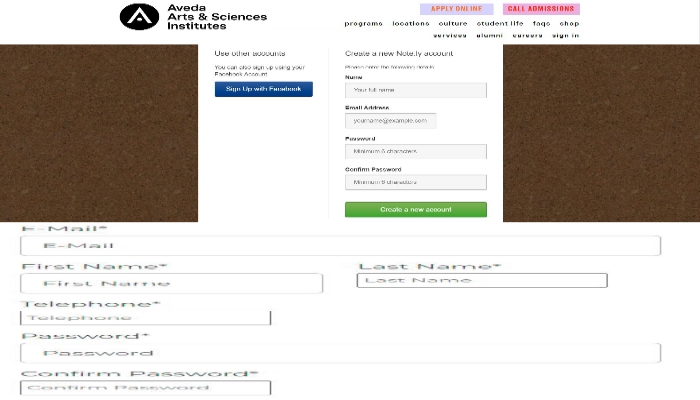 Aveda
Arts & Sciences
Institutes
APPLY ONLINE
CALL ADMISSIONS
programs locations culture student life faqs shop
services alumni careers sign in
Use other accounts
You can also sign up using your
Facebook Account
Sign Up with Facebook
Create a new Note.ly account
Please enter the following details
Name
Your full name
Email Address
yourname@example.com
Password
Minimum 6 characters
Confirm Password
Minimum 6 characters
Create a new account
E-Mail*
E-Mail
First Name* Last Name*
First Name Last Name
Telephone*
Telephone
Password*
Password
Confirm Password*
Confirm Password